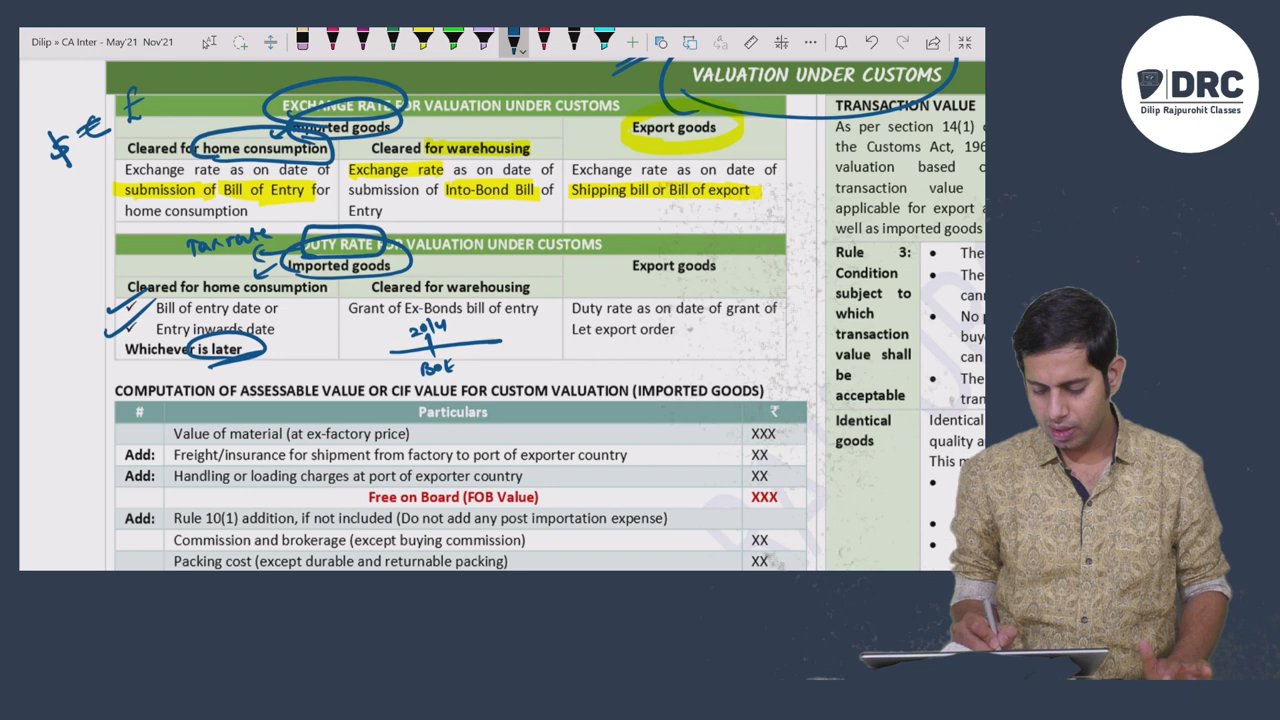 Dilip » CA Inter - May'21 Nov'21
VALUATION UNDER CUSTOMS
$ € £
EXCHANGE RATE FOR VALUATION UNDER CUSTOMS
Imported goods
Export goods
Cleared for home consumption
Cleared for warehousing
Exchange rate as on date of
submission of Bill of Entry for
home consumption
Exchange rate as on date of
submission of Into-Bond Bill of
Entry
Exchange rate as on date of
Shipping bill or Bill of export
Tax rate
DUTY RATE FOR VALUATION UNDER CUSTOMS
Imported goods
Export goods
Cleared for home consumption
Cleared for warehousing
✓ Bill of entry date or
✓ Entry inwards date
Whichever is later
Grant of Ex-Bonds bill of entry
20/4
BOE
Duty rate as on date of grant of
Let export order
COMPUTATION OF ASSESSABLE VALUE OR CIF VALUE FOR CUSTOM VALUATION (IMPORTED GOODS)
# Particulars ₹
Value of material (at ex-factory price) XXX
Add: Freight/insurance for shipment from factory to port of exporter country XX
Add: Handling or loading charges at port of exporter country XX
Free on Board (FOB Value) XXX
Add: Rule 10(1) addition, if not included (Do not add any post importation expense)
Commission and brokerage (except buying commission) XX
Packing cost (except durable and returnable packing) XX
TRANSACTION VALUE
As per section 14(1)
the Customs Act, 196
valuation based
transaction value
applicable for export a
well as imported goods
Rule 3:
Condition
subject to
which
transaction
value shall
be
acceptable
• The
• The
can
• No p
buy
can
• The
tran
Identical
goods
Identical
quality a
This m
DRC
Dilip Rajpurohit Classes